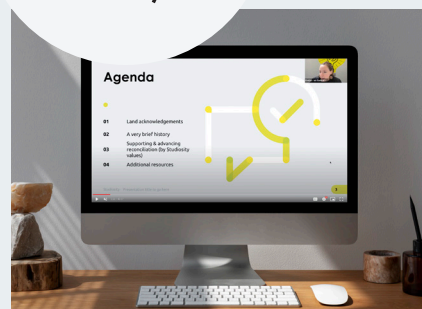 Agenda
01 Land acknowledgements
02 A very brief history
Supporting & advancing
03 reconciliation (by Studiosity
values)
04 Additional resources